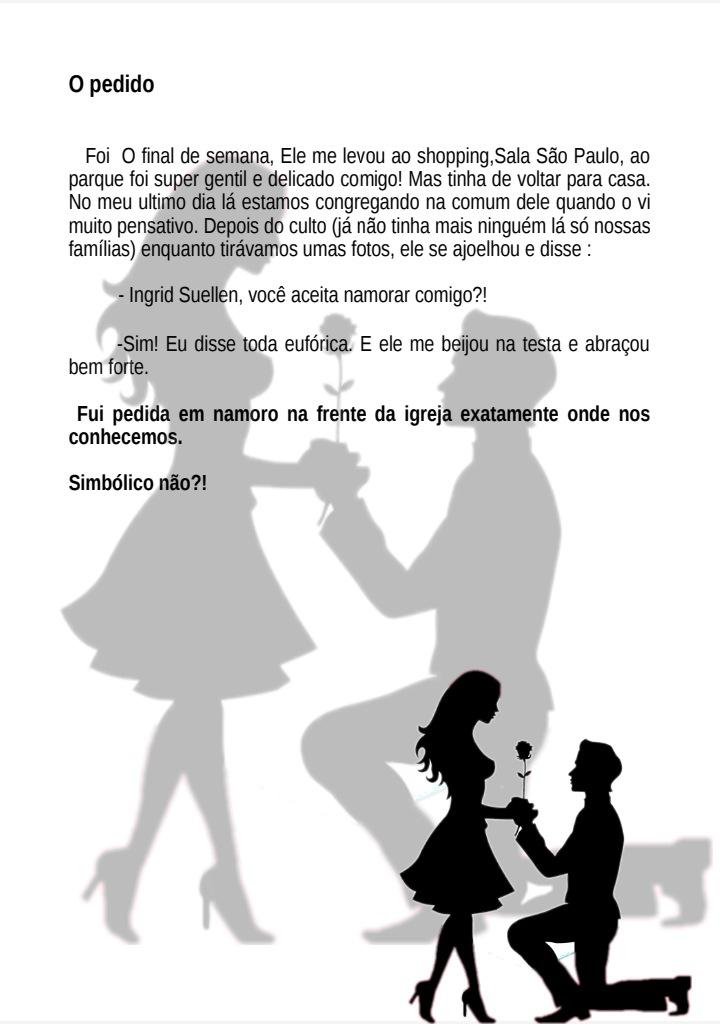 O pedido
Foi  O final de semana, Ele me levou ao shopping,Sala São Paulo, ao
parque foi super gentil e delicado comigo! Mas tinha de voltar para casa.
No meu ultimo dia lá estamos congregando na comum dele quando o vi
muito pensativo. Depois do culto (já não tinha mais ninguém lá só nossas
famílias) enquanto tirávamos umas fotos, ele se ajoelhou e disse :
- Ingrid Suellen, você aceita namorar comigo?!
-Sim! Eu disse toda eufórica. E ele me beijou na testa e abraçou
bem forte.
Fui pedida em namoro na frente da igreja exatamente onde nos
conhecemos.
Simbólico não?!